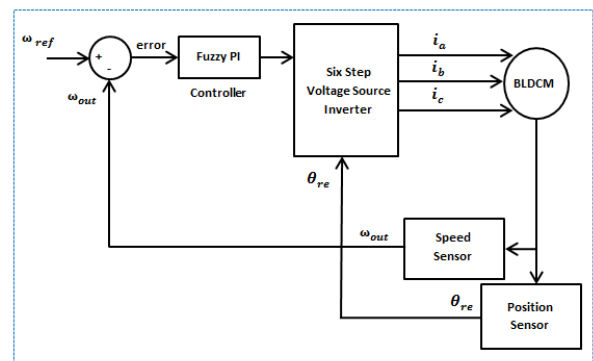 ω ref
+
-
error
Fuzzy PI
Controller
ω_out
Six Step
Voltage Source
Inverter
i_a
i_b
i_c
BLDCM
θ_re
ω_out
Speed
Sensor
θ_re
Position
Sensor